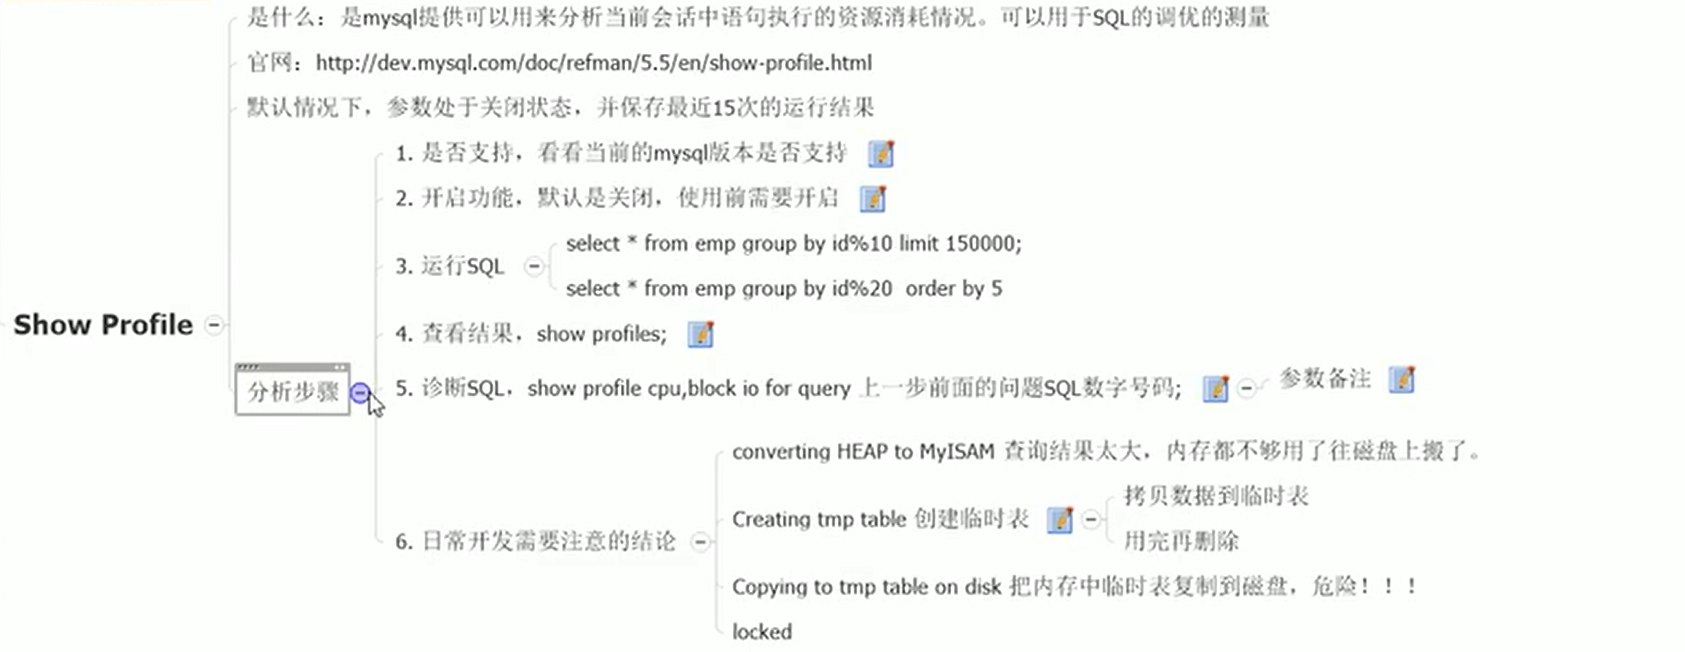 是什么：是mysql提供可以用来分析当前会话中语句执行的资源消耗情况。可以用于SQL的调优的测量
官网：http://dev.mysql.com/doc/refman/5.5/en/show-profile.html
默认情况下，参数处于关闭状态，并保存最近15次的运行结果
Show Profile
分析步骤
1. 是否支持，看看当前的mysql版本是否支持
2. 开启功能，默认是关闭，使用前需要开启
3. 运行SQL
select * from emp group by id%10 limit 150000;
select * from emp group by id%20  order by 5
4. 查看结果，show profiles;
5. 诊断SQL，show profile cpu,block io for query 上一步前面的问题SQL数字号码;
参数备注
6. 日常开发需要注意的结论
converting HEAP to MyISAM 查询结果太大，内存都不够用了往磁盘上搬了。
Creating tmp table 创建临时表
拷贝数据到临时表
用完再删除
Copying to tmp table on disk 把内存中临时表复制到磁盘，危险！！！
locked